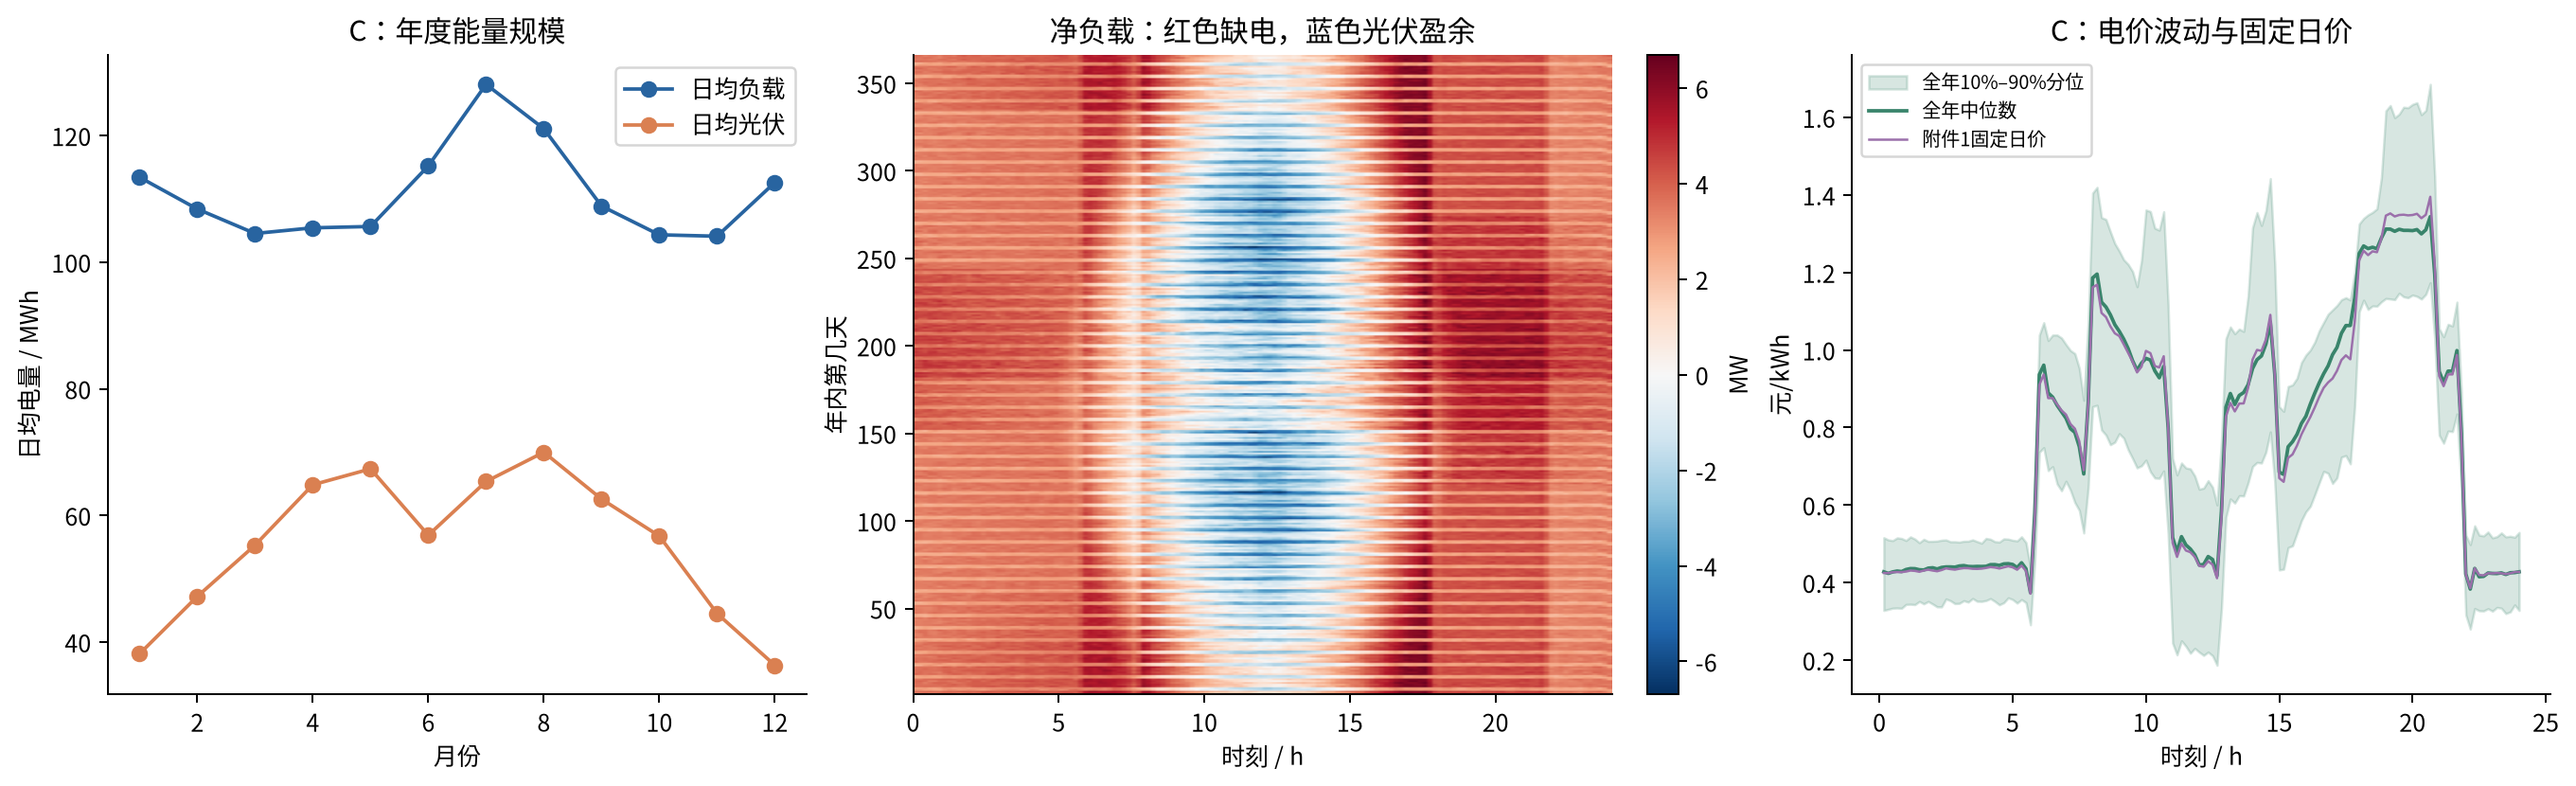 C：年度能量规模
日均负载
日均光伏
120
100
80
60
40
日均电量 / MWh
2
4
6
8
10
12
月份
净负载：红色缺电，蓝色光伏盈余
350
300
250
200
150
100
50
年内第几天
0
5
10
15
20
时刻 / h
6
4
2
0
-2
-4
-6
MW
C：电价波动与固定日价
全年10%–90%分位
全年中位数
附件1固定日价
1.6
1.4
1.2
1.0
0.8
0.6
0.4
0.2
元/kWh
0
5
10
15
20
25
时刻 / h